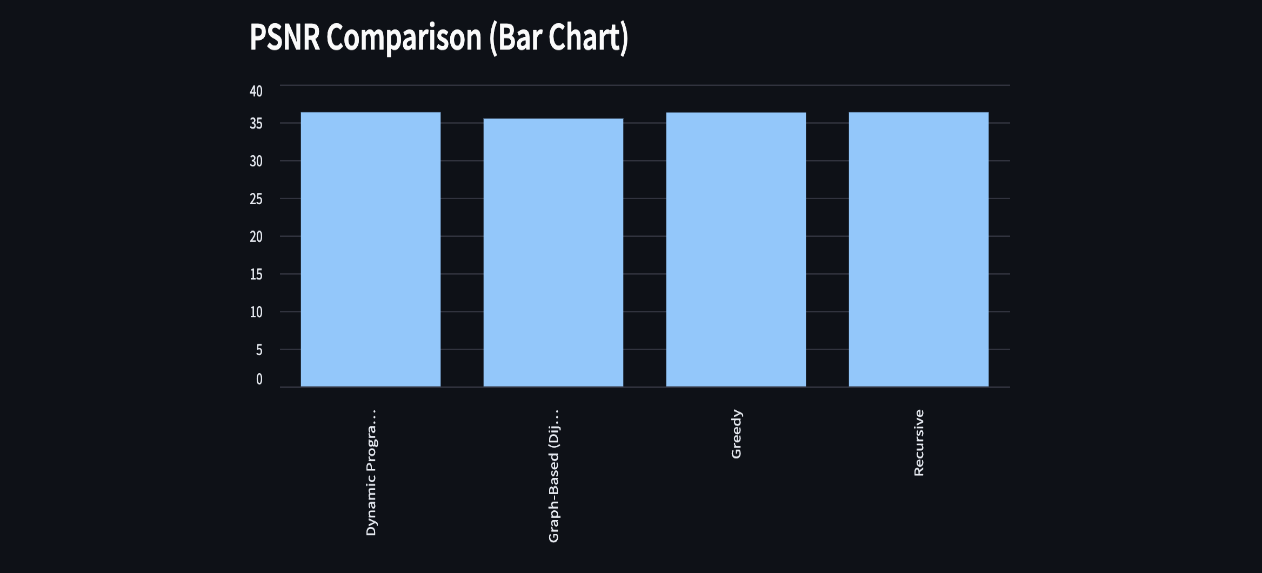 PSNR Comparison (Bar Chart)
40
35
30
25
20
15
10
5
0
Dynamic Progra…
Graph-Based (Dij…
Greedy
Recursive